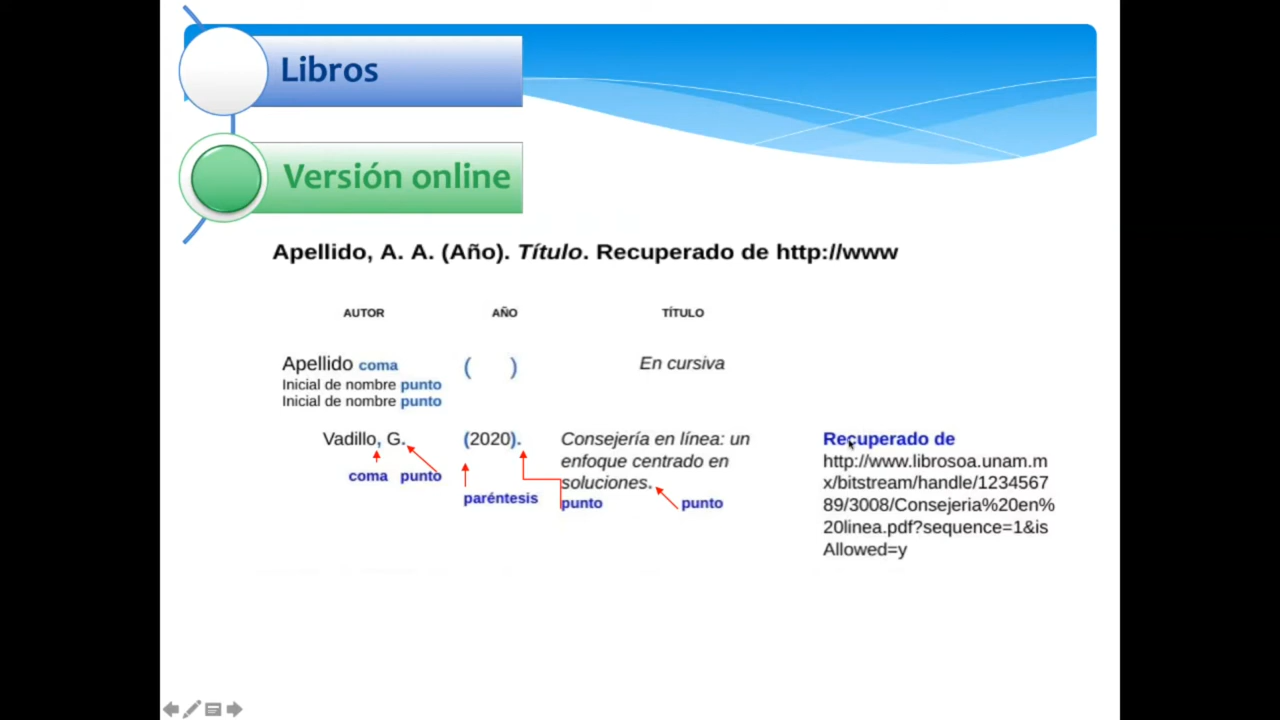 Libros
Versión online
Apellido, A. A. (Año). Título. Recuperado de http://www
AUTOR AÑO TÍTULO
Apellido coma ( ) En cursiva
Inicial de nombre punto
Inicial de nombre punto
Vadillo, G. (2020). Consejería en línea: un Recuperado de
enfoque centrado en http://www.librosoa.unam.m
coma punto soluciones. x/bitstream/handle/1234567
paréntesis punto punto 89/3008/Consejeria%20en%
20linea.pdf?sequence=1&is
Allowed=y